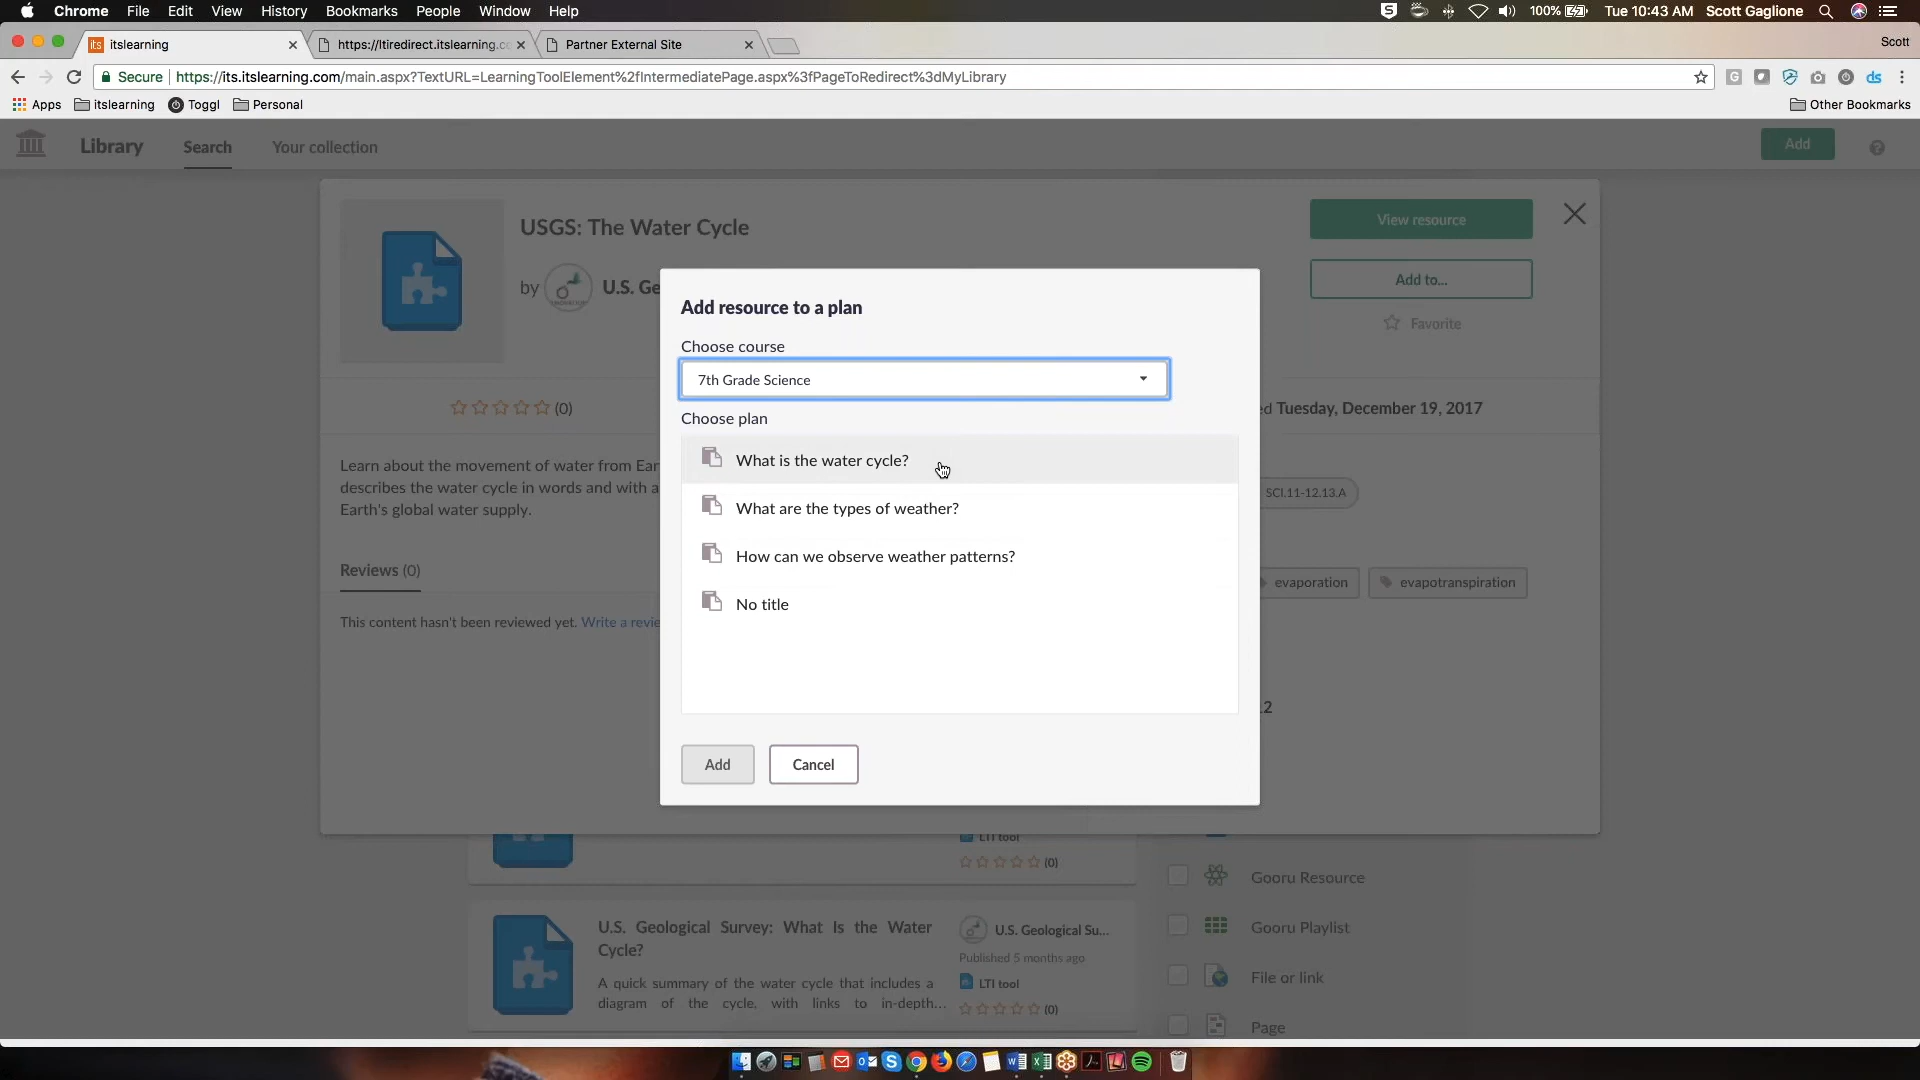 Chrome File Edit View History Bookmarks People Window Help 100% Tue 10:43 AM Scott Gaglione
its itslearning https://ltiredirect.itslearning.co Partner External Site Scott
Secure https://its.itslearning.com/main.aspx?TextURL=LearningToolElement%2fIntermediatePage.aspx%3fPageToRedirect%3dMyLibrary
Apps itslearning Toggl Personal Other Bookmarks
Library Search Your collection Add
USGS: The Water Cycle View resource
by U.S. Ge Add to...
Favorite
Add resource to a plan
Choose course
7th Grade Science
Choose plan
What is the water cycle?
What are the types of weather?
How can we observe weather patterns?
No title
Add Cancel
(0) ed Tuesday, December 19, 2017
Learn about the movement of water from Ear
describes the water cycle in words and with a
Earth's global water supply.
SCI.11-12.13.A
Reviews (0)
evaporation evapotranspiration
This content hasn't been reviewed yet. Write a revie
12
LTI tool
(0)
U.S. Geological Survey: What Is the Water
Cycle?
A quick summary of the water cycle that includes a
diagram of the cycle, with links to in-depth...
U.S. Geological Su...
Published 5 months ago
LTI tool
(0)
Gooru Resource
Gooru Playlist
File or link
Page